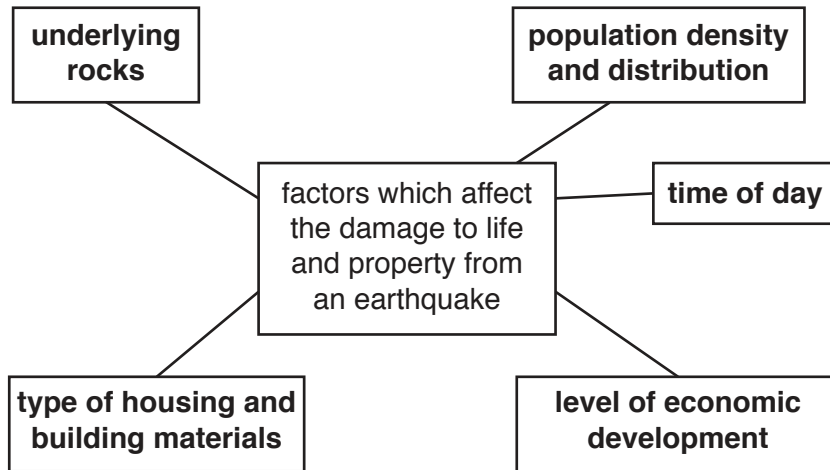 underlying
rocks
population density
and distribution
factors which affect
the damage to life
and property from
an earthquake
time of day
type of housing and
building materials
level of economic
development